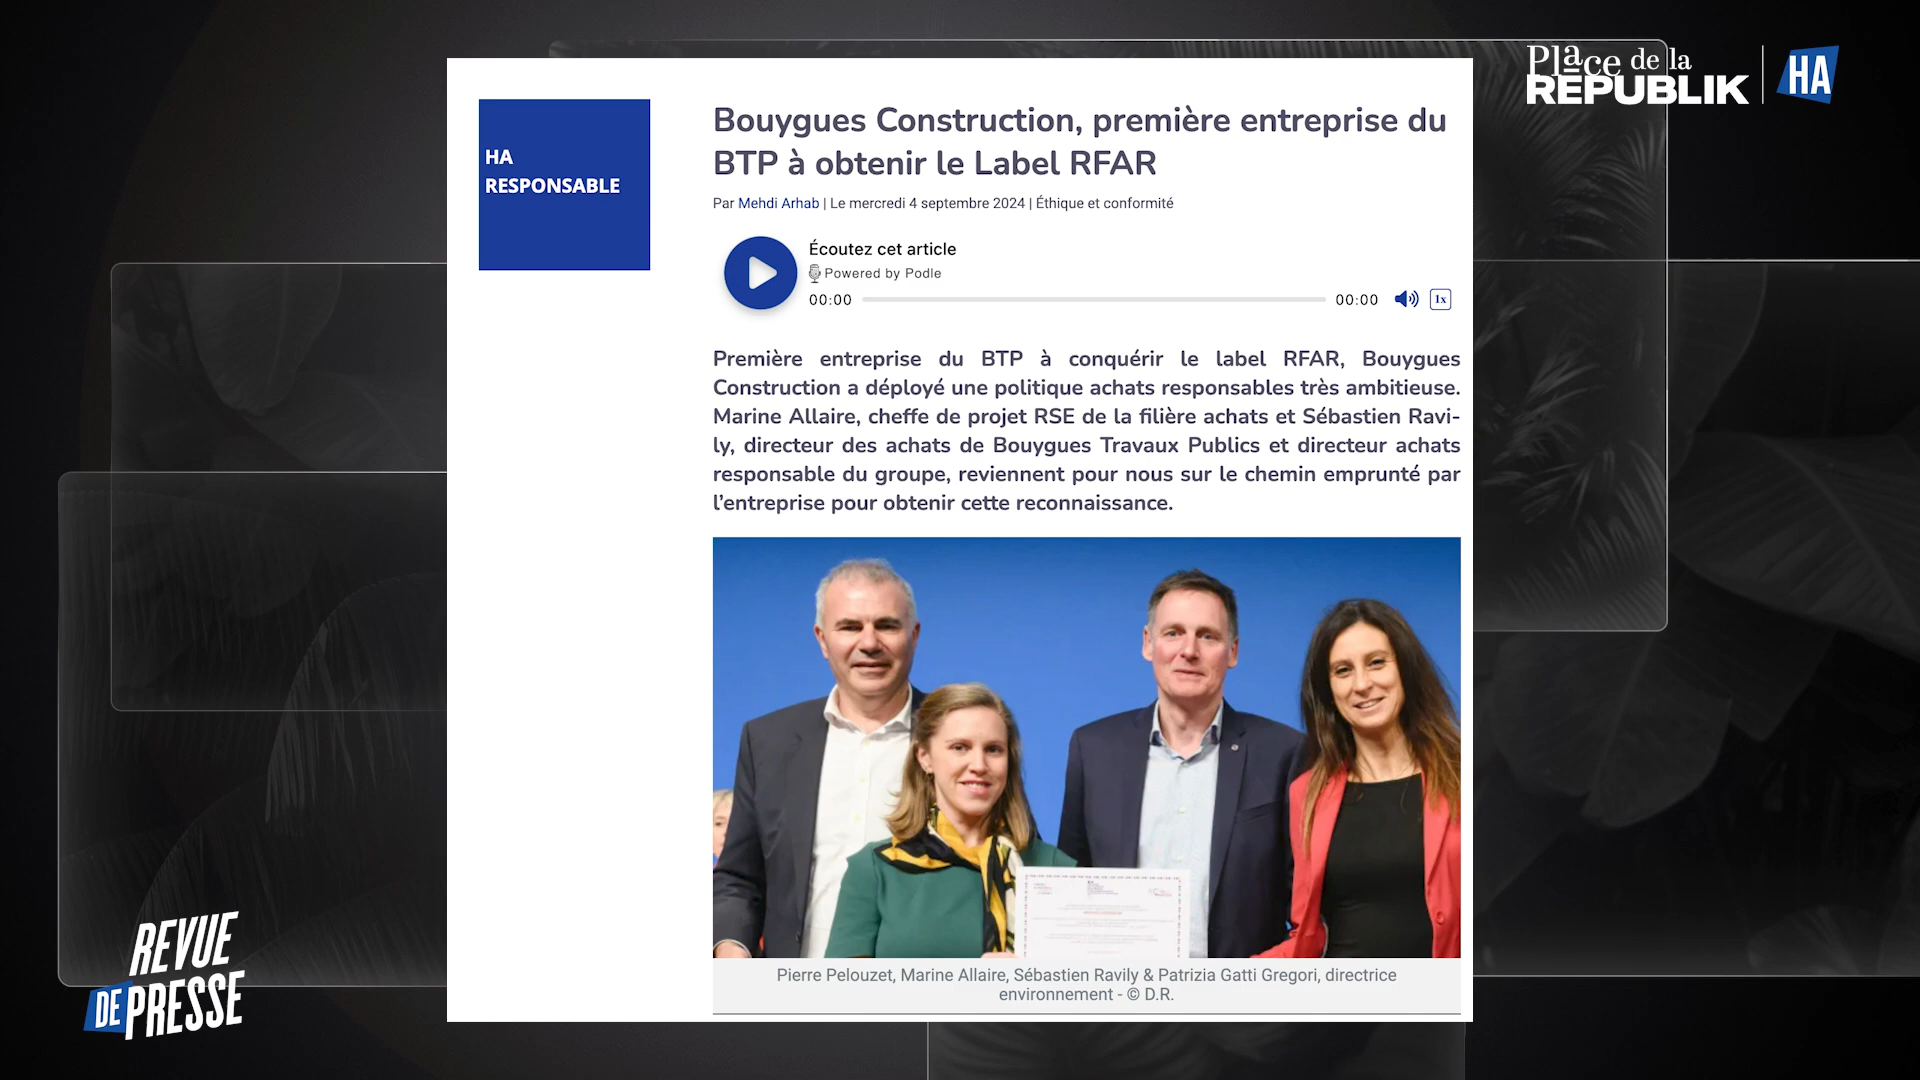 Place de la
RÉPUBLIK
HA
HA
RESPONSABLE
Bouygues Construction, première entreprise du
BTP à obtenir le Label RFAR
Par Mehdi Arhab | Le mercredi 4 septembre 2024 | Éthique et conformité
Écoutez cet article
Powered by Podle
00:00
00:00
1x
Première entreprise du BTP à conquérir le label RFAR, Bouygues
Construction a déployé une politique achats responsables très ambitieuse.
Marine Allaire, cheffe de projet RSE de la filière achats et Sébastien Ravi-
ly, directeur des achats de Bouygues Travaux Publics et directeur achats
responsable du groupe, reviennent pour nous sur le chemin emprunté par
l’entreprise pour obtenir cette reconnaissance.
Pierre Pelouzet, Marine Allaire, Sébastien Ravily & Patrizia Gatti Gregori, directrice
environnement - © D.R.
REVUE
DE PRESSE